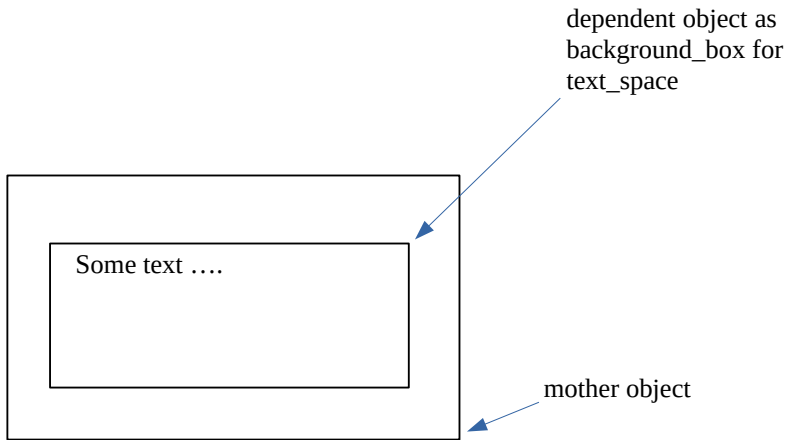 dependent object as
background_box for
text_space
Some text ….
mother object